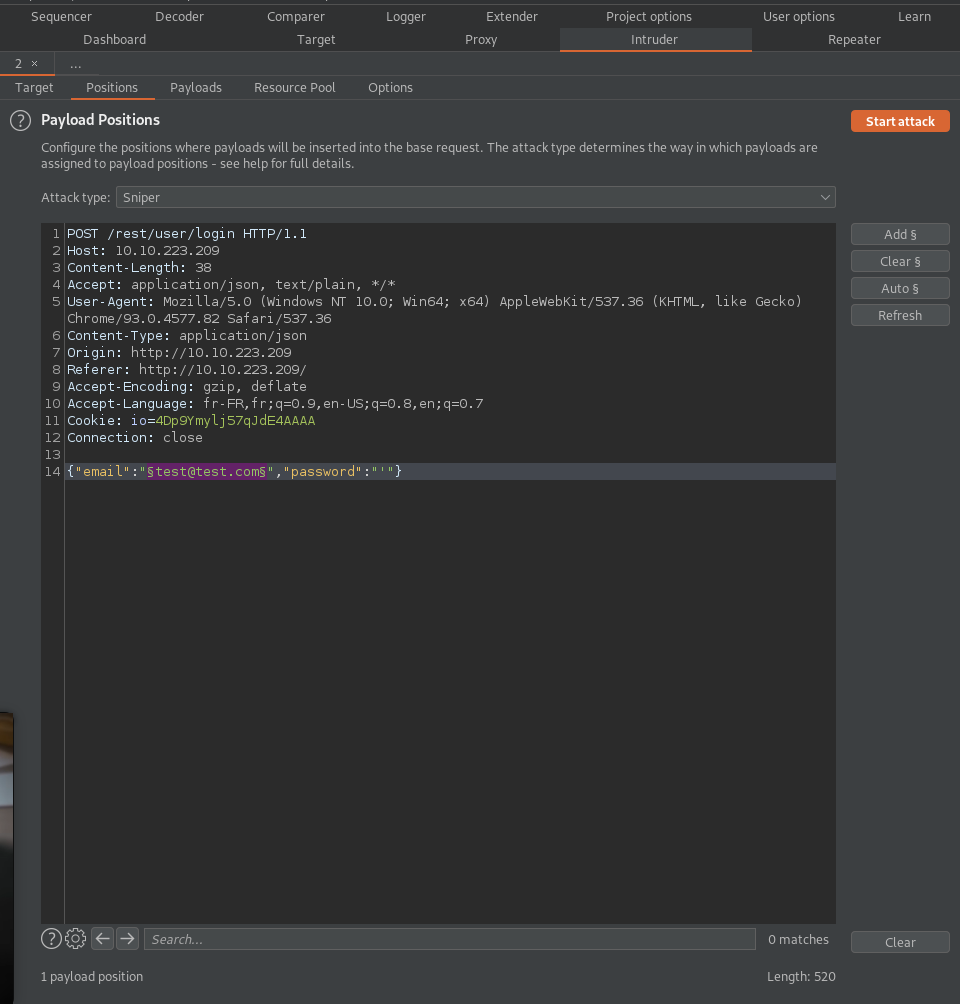 Sequencer Decoder Comparer Logger Extender Project options User options Learn
Dashboard Target Proxy Intruder Repeater
2 × ...
Target Positions Payloads Resource Pool Options
? Payload Positions Start attack
Configure the positions where payloads will be inserted into the base request. The attack type determines the way in which payloads are
assigned to payload positions - see help for full details.
Attack type: Sniper
1 POST /rest/user/login HTTP/1.1 Add §
2 Host: 10.10.223.209
3 Content-Length: 38 Clear §
4 Accept: application/json, text/plain, */* Auto §
5 User-Agent: Mozilla/5.0 (Windows NT 10.0; Win64; x64) AppleWebKit/537.36 (KHTML, like Gecko)
Chrome/93.0.4577.82 Safari/537.36 Refresh
6 Content-Type: application/json
7 Origin: http://10.10.223.209
8 Referer: http://10.10.223.209/
9 Accept-Encoding: gzip, deflate
10 Accept-Language: fr-FR,fr;q=0.9,en-US;q=0.8,en;q=0.7
11 Cookie: io=4Dp9Ymylj57qJdE4AAAA
12 Connection: close
13
14 {"email":"§test@test.com§","password":"'"}
? Search... 0 matches Clear
1 payload position Length: 520